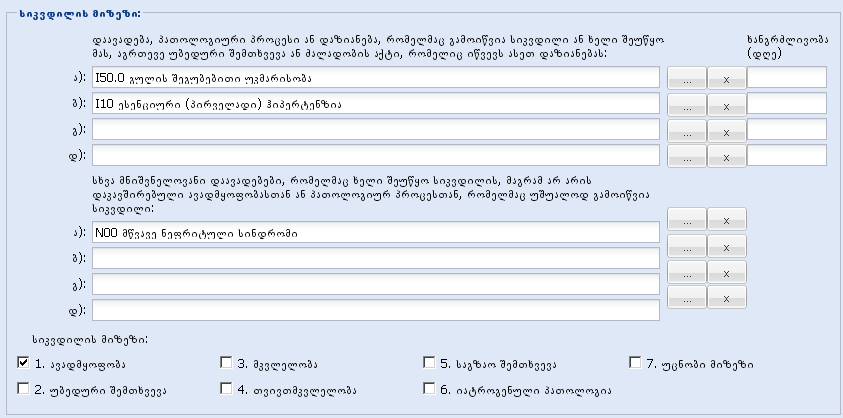 სიკვდილის მიზეზი:
დაავადება, პათოლოგიური პროცესი ან დაზიანება, რომელმაც გამოიწვია სიკვდილი ან ხელი შეუწყო
მას, აგრთევე უბედური შემთხვევა ან მალადობის აქტი, რომელიც იწვევს ასეთ დაზიანებას:
ხანგრძლივობა
(დღე)
ა): I50.0 გულის შეგუბებითი უკმარისობა ... x
ბ): I10 ესენციური (პირველადი) ჰიპერტენზია ... x
გ): ... x
დ): ... x
სხვა მნიშვნელოვანი დაავადებები, რომელმაც ხელი შეუწყო სიკვდილის, მაგრამ არ არის
დაკავშირებული ავადმყოფობასთან ან პათოლოგიურ პროცესთან, რომელმაც უშუალოდ გამოიწვია
სიკვდილი:
ა): N00 მწვავე ნეფრიტული სინდრომი ... x
ბ): ... x
გ): ... x
დ): ... x
სიკვდილის მიზეზი:
1. ავადმყოფობა 3. მკვლელობა 5. საგზაო შემთხვევა 7. უცნობი მიზეზი
2. უბედური შემთხვევა 4. თვივთმკვლელობა 6. იატროგენული პათოლოგია